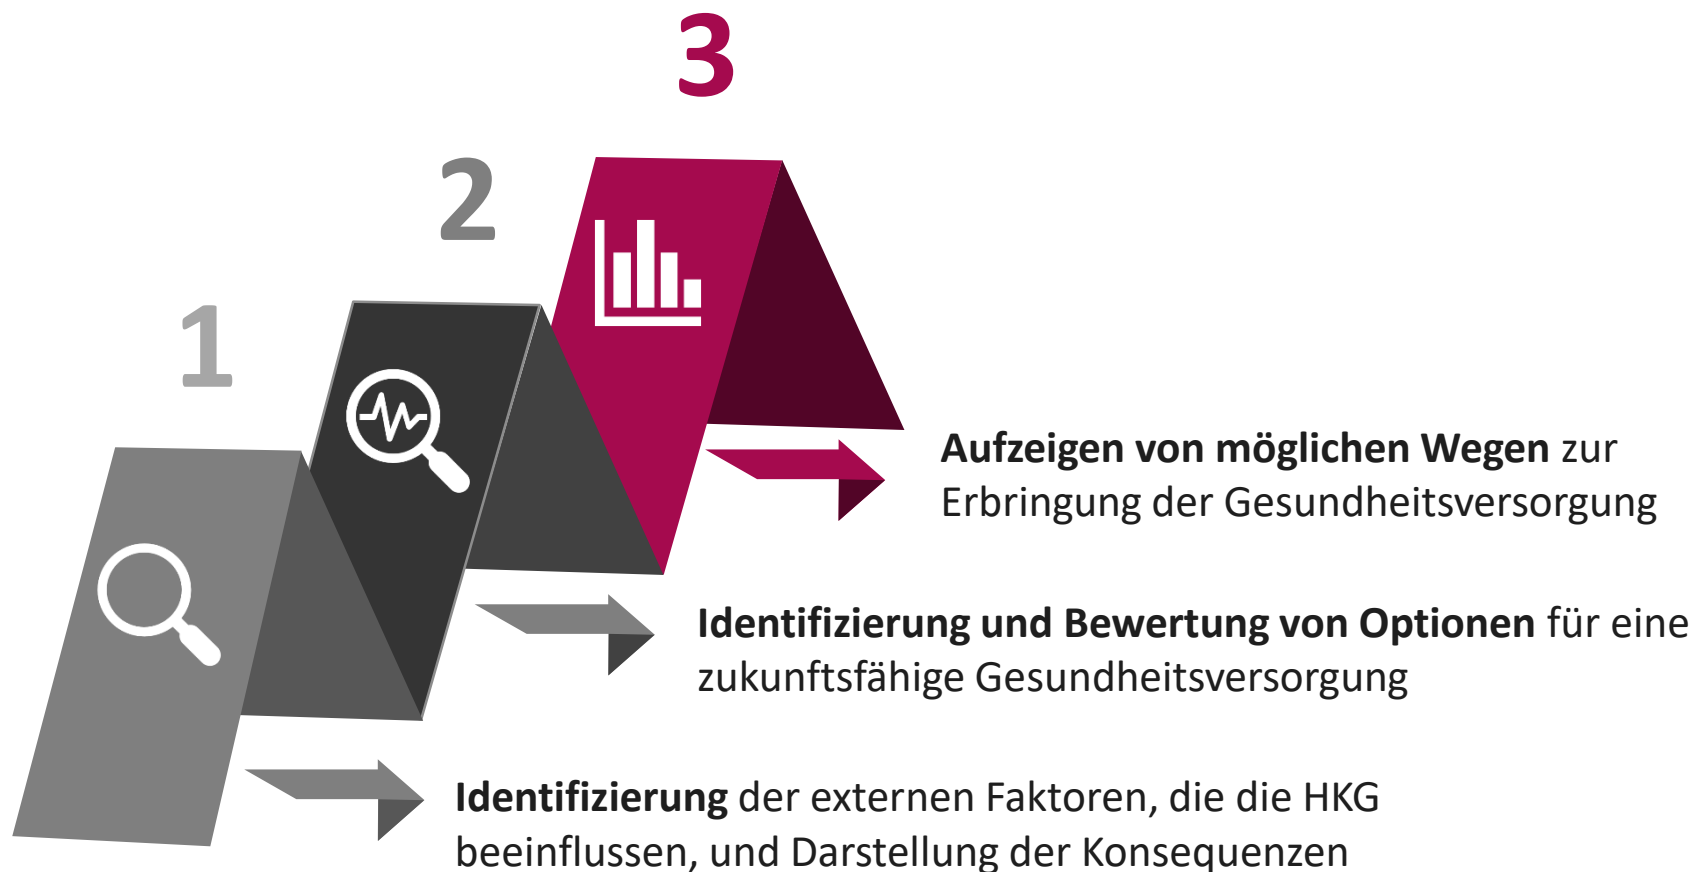 3
2
1
Aufzeigen von möglichen Wegen zur
Erbringung der Gesundheitsversorgung
Identifizierung und Bewertung von Optionen für eine
zukunftsfähige Gesundheitsversorgung
Identifizierung der externen Faktoren, die die HKG
beeinflussen, und Darstellung der Konsequenzen